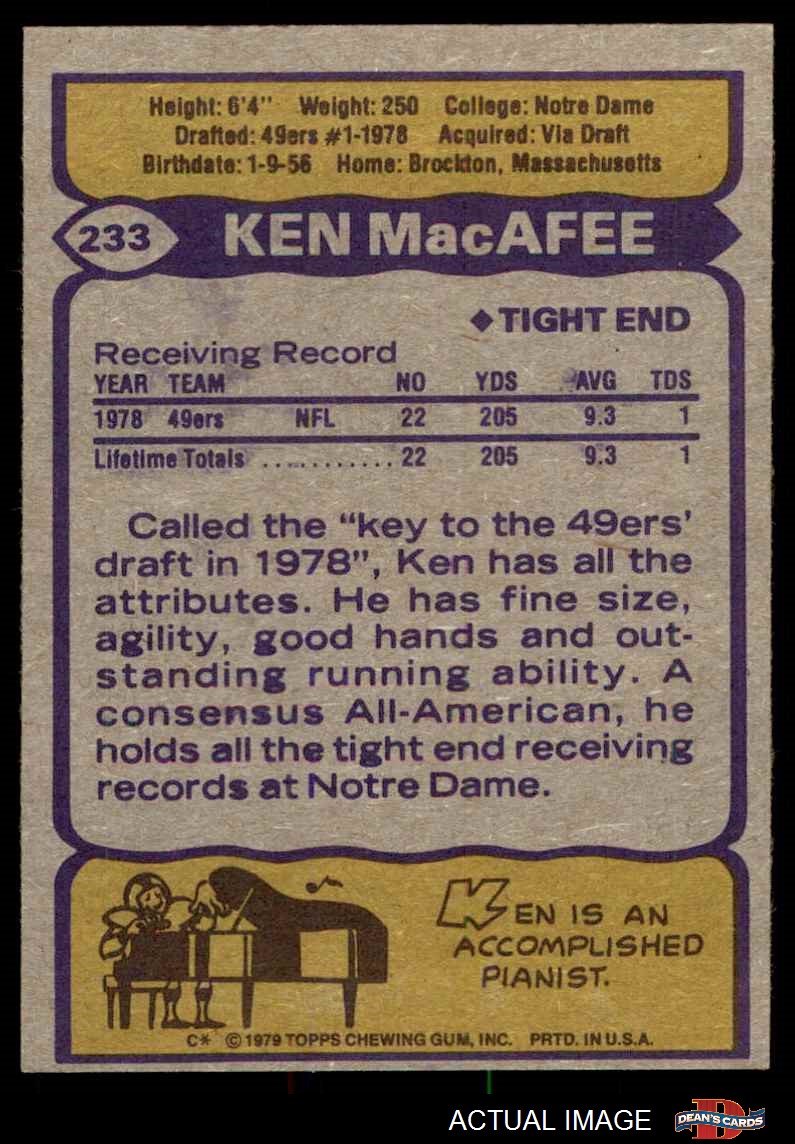 Height: 6'4" Weight: 250 College: Notre Dame
Drafted: 49ers #1-1978 Acquired: Via Draft
Birthdate: 1-9-56 Home: Brockton, Massachusetts
233 KEN MacAFEE
◆TIGHT END
Receiving Record
YEAR TEAM NO YDS AVG TDS
1978 49ers NFL 22 205 9.3 1
Lifetime Totals ............ 22 205 9.3 1
Called the "key to the 49ers'
draft in 1978", Ken has all the
attributes. He has fine size,
agility, good hands and out-
standing running ability. A
consensus All-American, he
holds all the tight end receiving
records at Notre Dame.
KEN IS AN
ACCOMPLISHED
PIANIST.
C* © 1979 TOPPS CHEWING GUM, INC. PRTD. IN U.S.A.
ACTUAL IMAGE
D
DEAN'S CARDS